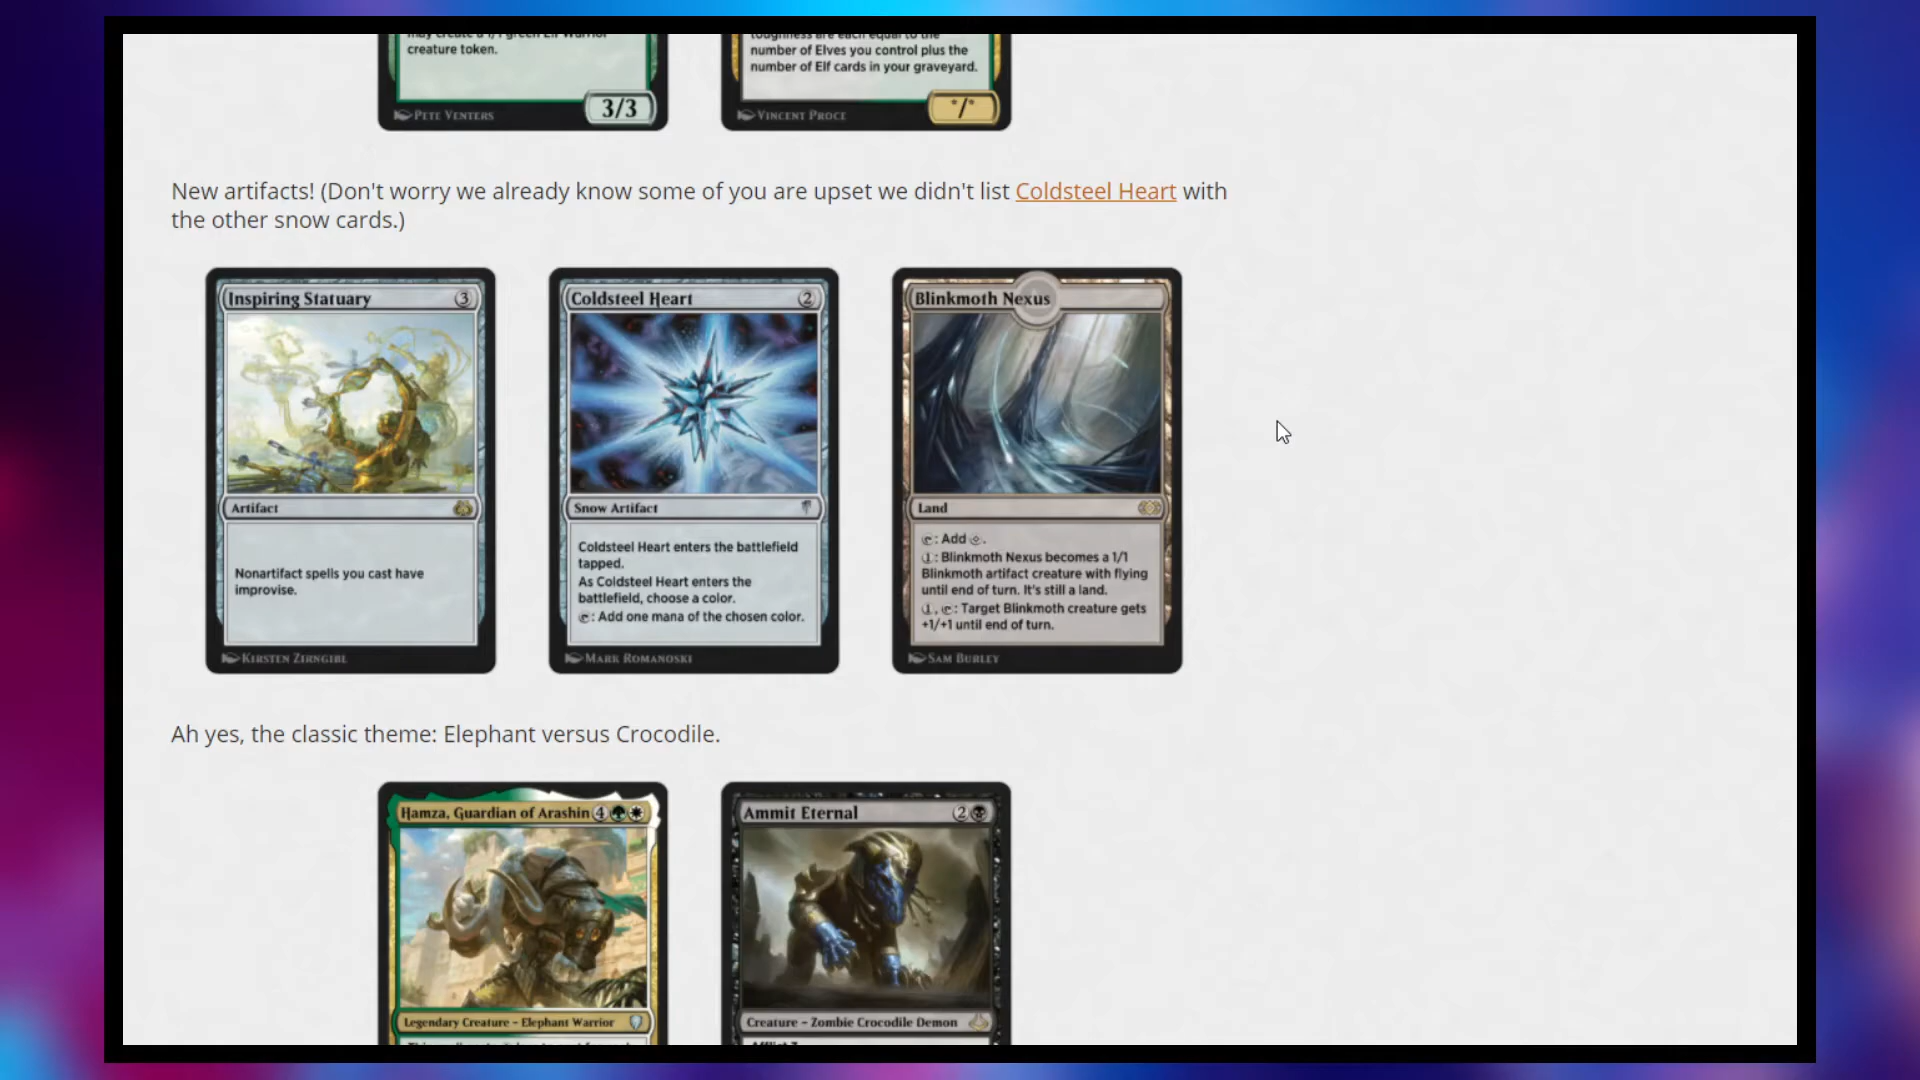 creature token.
3/3
PETE VENTERS
toughness are each equal to the
number of Elves you control plus the
number of Elf cards in your graveyard.
*/*
VINCENT PROCE
New artifacts! (Don't worry we already know some of you are upset we didn't list Coldsteel Heart with
the other snow cards.)
Inspiring Statuary 3
Artifact
Nonartifact spells you cast have
improvise.
KIRSTEN ZIRNGIBL
Coldsteel Heart 2
Snow Artifact
Coldsteel Heart enters the battlefield
tapped.
As Coldsteel Heart enters the
battlefield, choose a color.
: Add one mana of the chosen color.
MARK ROMANOSKI
Blinkmoth Nexus
Land
: Add .
1: Blinkmoth Nexus becomes a 1/1
Blinkmoth artifact creature with flying
until end of turn. It's still a land.
1, : Target Blinkmoth creature gets
+1/+1 until end of turn.
SAM BURLEY
Ah yes, the classic theme: Elephant versus Crocodile.
Hamza, Guardian of Arashin 4
Legendary Creature – Elephant Warrior
Ammit Eternal 2
Creature – Zombie Crocodile Demon